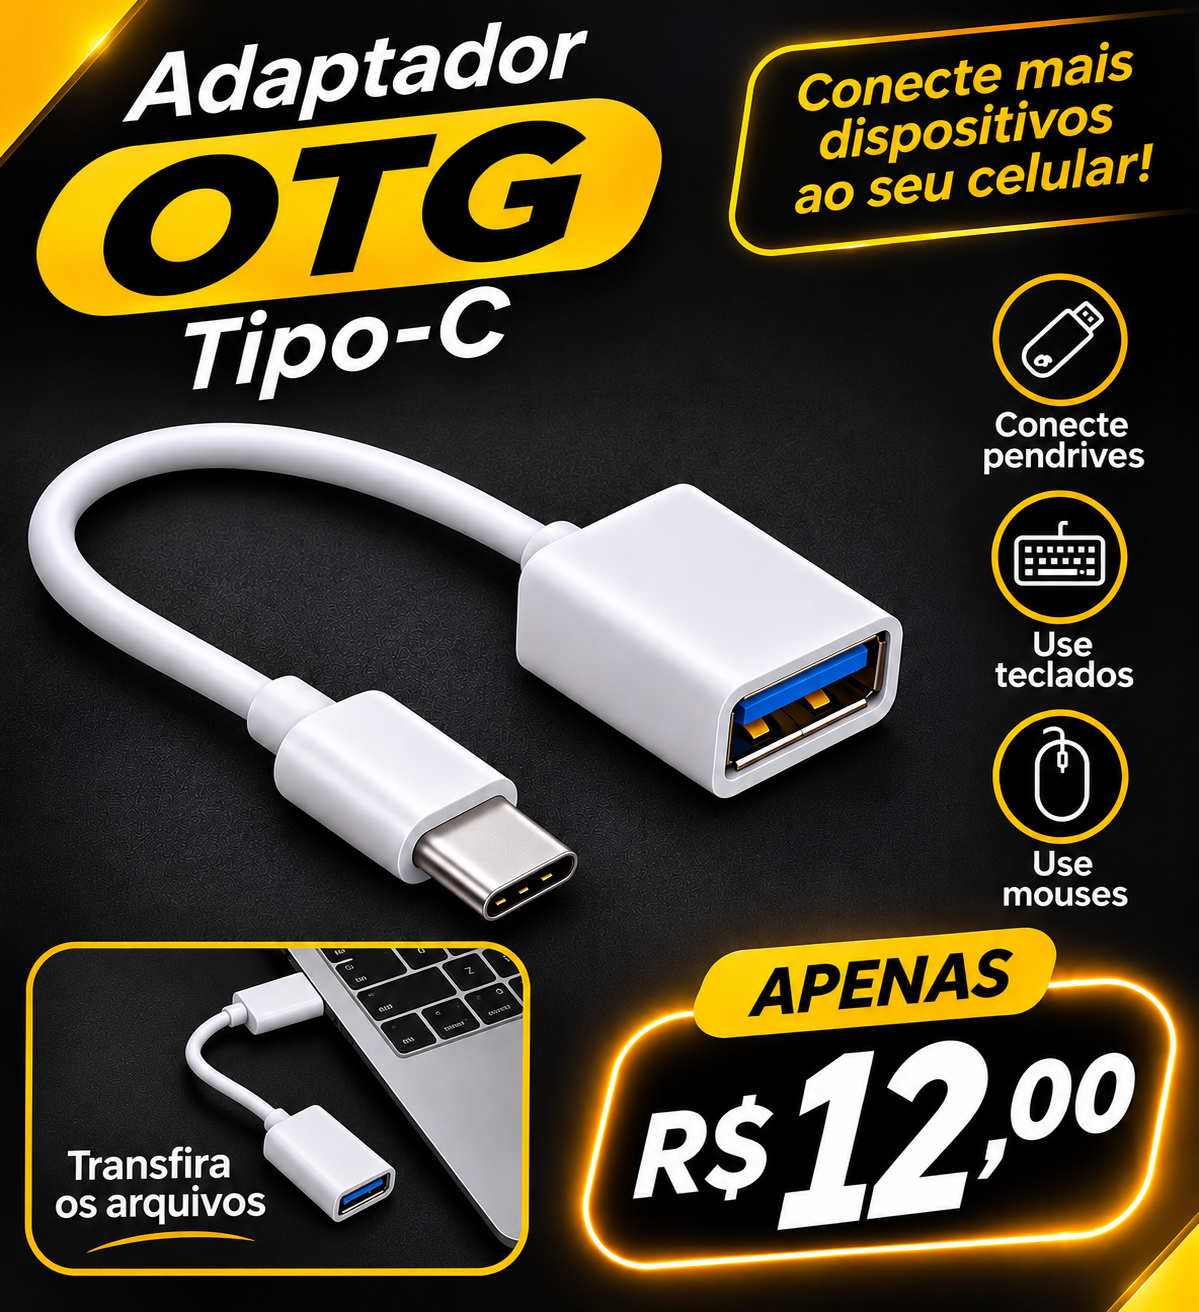 Adaptador
OTG
Tipo-C
Conecte mais
dispositivos
ao seu celular!
Conecte
pendrives
Use
teclados
Use
mouses
Transfira
os arquivos
APENAS
R$12,00